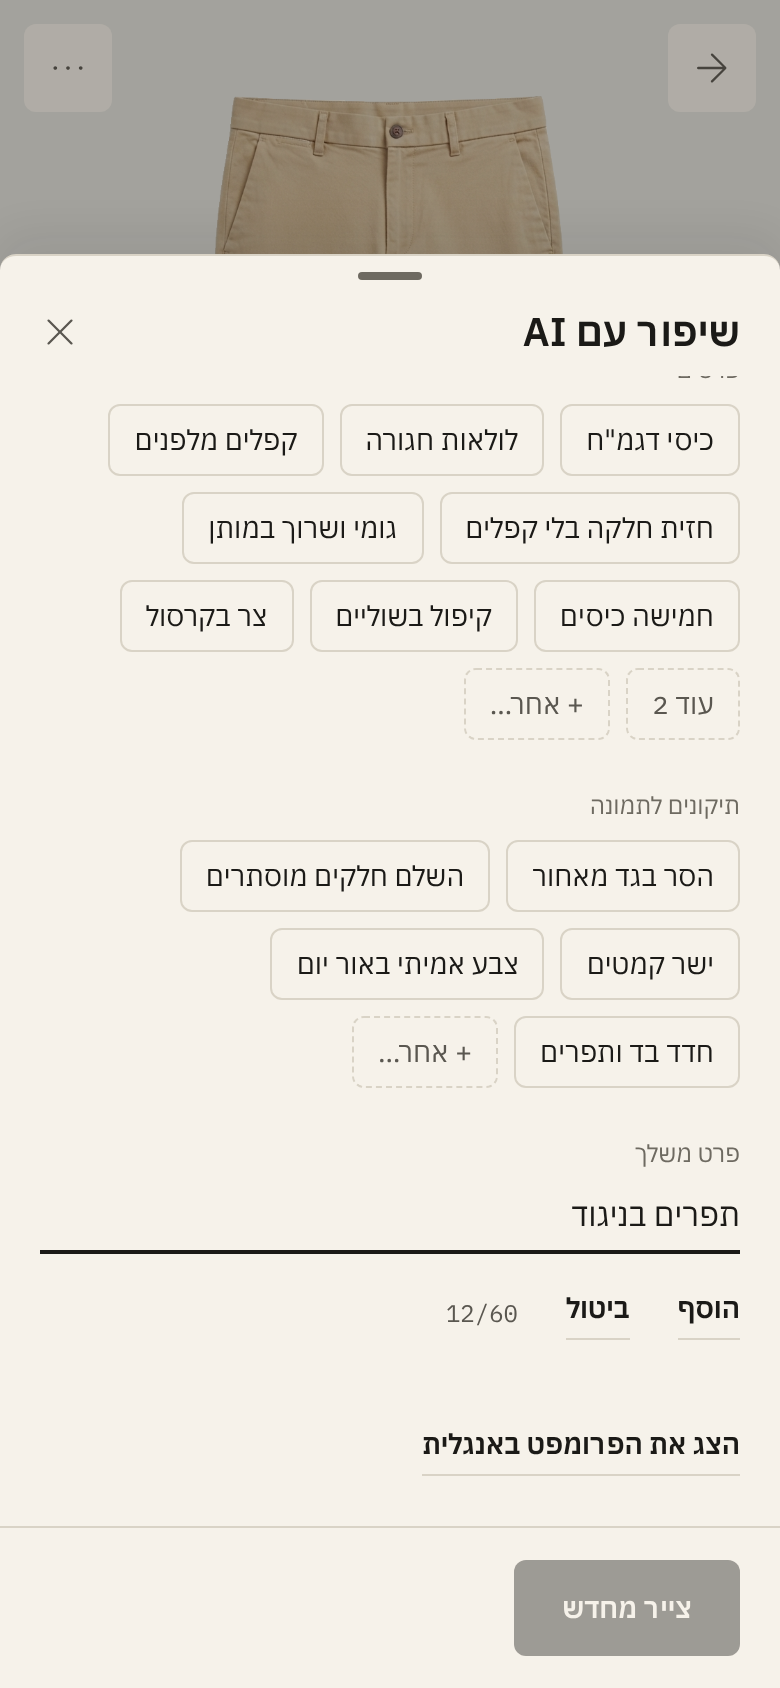 שיפור עם AI
כיסי דגמ"ח
לולאות חגורה
קפלים מלפנים
חזית חלקה בלי קפלים
גומי ושרוך במותן
חמישה כיסים
קיפול בשוליים
צר בקרסול
עוד 2
+ אחר...
תיקונים לתמונה
הסר בגד מאחור
השלם חלקים מוסתרים
ישר קמטים
צבע אמיתי באור יום
חדד בד ותפרים
+ אחר...
פרט משלך
תפרים בניגוד
הוסף
ביטול
12/60
הצג את הפרומפט באנגלית
צייר מחדש